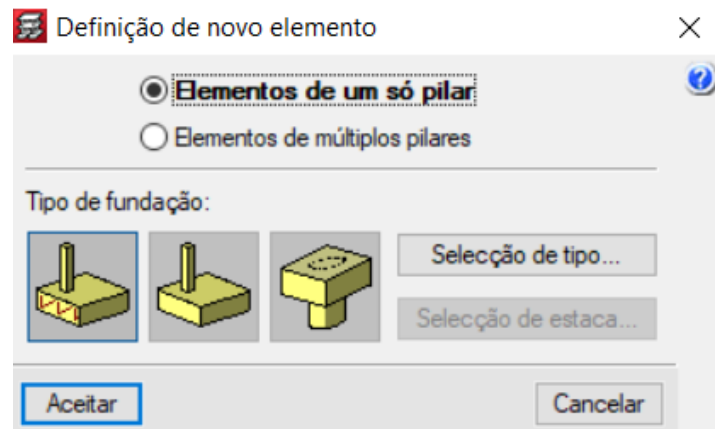 Definição de novo elemento
Elementos de um só pilar
Elementos de múltiplos pilares
Tipo de fundação:
Selecção de tipo...
Selecção de estaca...
Aceitar
Cancelar